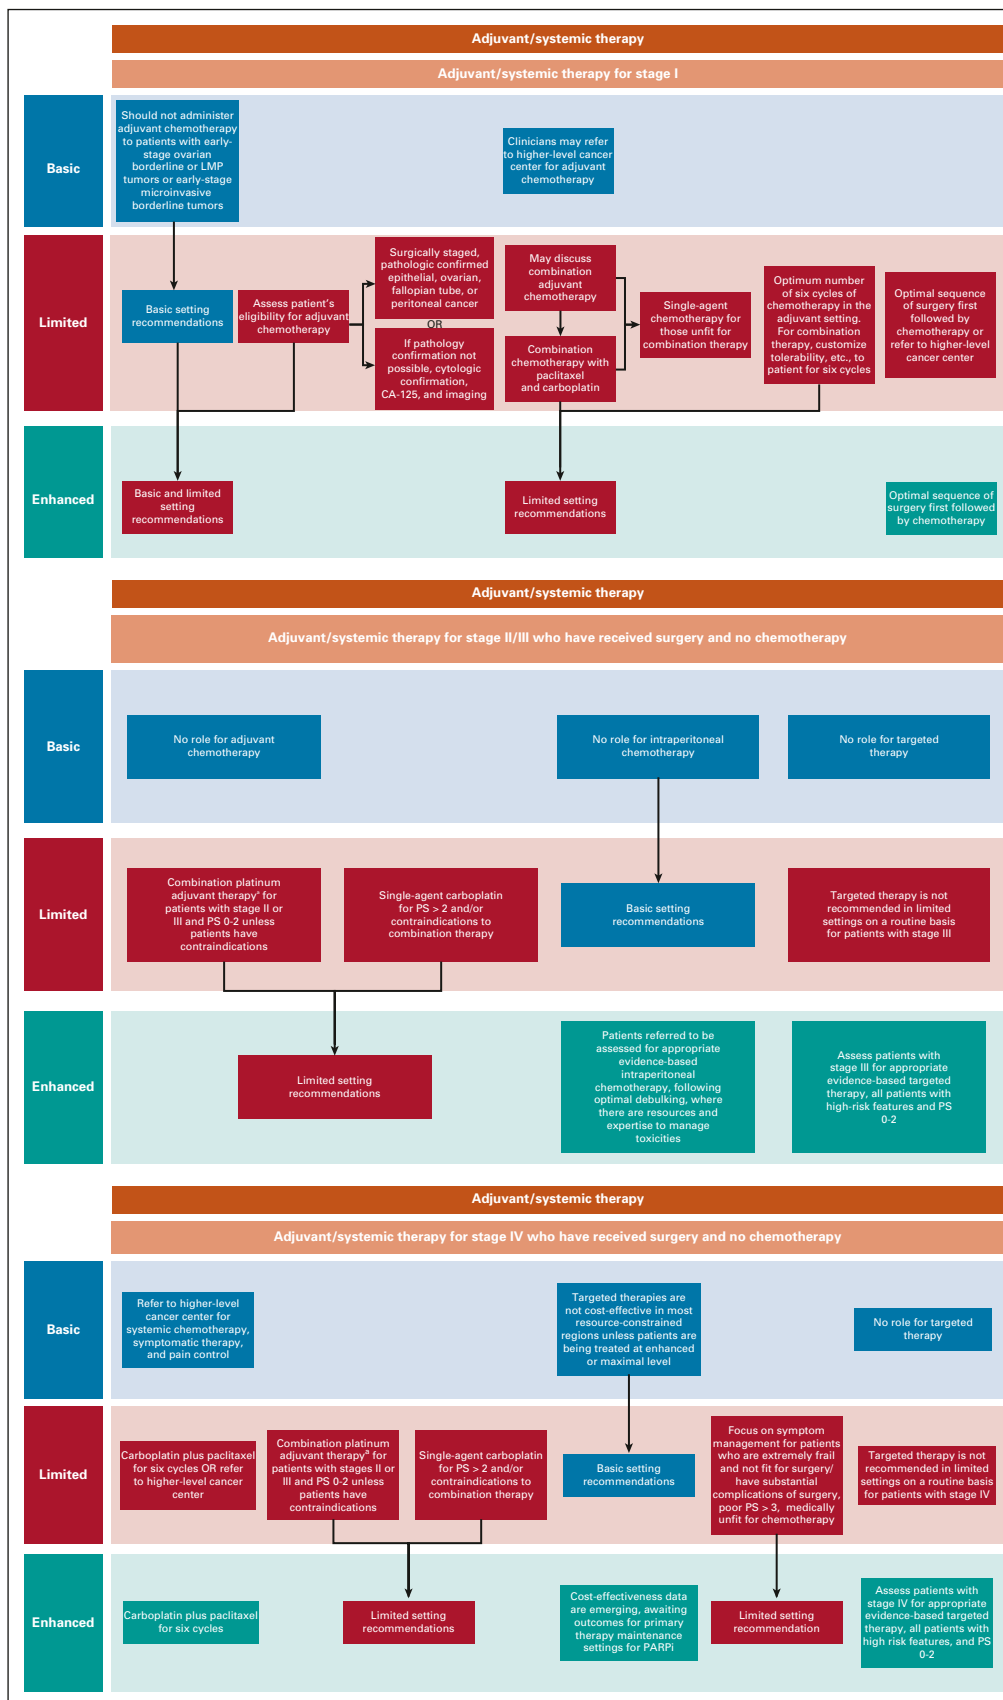 Adjuvant/systemic therapy
Adjuvant/systemic therapy for stage I
Basic
Should not administer
adjuvant chemotherapy
to patients with early-
stage ovarian
borderline or LMP
tumors or early-stage
microinvasive
borderline tumors
Clinicians may refer
to higher-level cancer
center for adjuvant
chemotherapy
Limited
Basic setting
recommendations
Assess patient's
eligibility for adjuvant
chemotherapy
Surgically staged,
pathologic confirmed
epithelial, ovarian,
fallopian tube, or
peritoneal cancer
OR
If pathology
confirmation not
possible, cytologic
confirmation,
CA-125, and imaging
May discuss
combination
adjuvant
chemotherapy
Combination
chemotherapy with
paclitaxel
and carboplatin
Single-agent
chemotherapy for
those unfit for
combination therapy
Optimum number
of six cycles of
chemotherapy in the
adjuvant setting.
For combination
therapy, customize
tolerability, etc., to
patient for six cycles
Optimal sequence
of surgery first
followed by
chemotherapy or
refer to higher-level
cancer center
Enhanced
Basic and limited
setting
recommendations
Limited setting
recommendations
Optimal sequence of
surgery first followed
by chemotherapy
Adjuvant/systemic therapy
Adjuvant/systemic therapy for stage II/III who have received surgery and no chemotherapy
Basic
No role for adjuvant
chemotherapy
No role for intraperitoneal
chemotherapy
No role for targeted
therapy
Limited
Combination platinum
adjuvant therapyª for
patients with stage II or
III and PS 0-2 unless
patients have
contraindications
Single-agent carboplatin
for PS > 2 and/or
contraindications to
combination therapy
Basic setting
recommendations
Targeted therapy is not
recommended in limited
settings on a routine basis
for patients with stage III
Enhanced
Limited setting
recommendations
Patients referred to be
assessed for appropriate
evidence-based
intraperitoneal
chemotherapy, following
optimal debulking, where
there are resources and
expertise to manage
toxicities
Assess patients with
stage III for appropriate
evidence-based targeted
therapy, all patients with
high-risk features and PS
0-2
Adjuvant/systemic therapy
Adjuvant/systemic therapy for stage IV who have received surgery and no chemotherapy
Basic
Refer to higher-level
cancer center for
systemic chemotherapy,
symptomatic therapy,
and pain control
Targeted therapies are
not cost-effective in most
resource-constrained
regions unless patients are
being treated at enhanced
or maximal level
No role for targeted
therapy
Limited
Carboplatin plus paclitaxel
for six cycles OR refer
to higher-level cancer
center
Combination platinum
adjuvant therapyª for
patients with stages II or
III and PS 0-2 unless
patients have
contraindications
Single-agent carboplatin
for PS > 2 and/or
contraindications to
combination therapy
Basic setting
recommendations
Focus on symptom
management for patients
who are extremely frail
and not fit for surgery/
have substantial
complications of surgery,
poor PS > 3, medically
unfit for chemotherapy
Targeted therapy is not
recommended in limited
settings on a routine basis
for patients with stage IV
Enhanced
Carboplatin plus paclitaxel
for six cycles
Limited setting
recommendations
Cost-effectiveness data
are emerging, awaiting
outcomes for primary
therapy maintenance
settings for PARPi
Limited setting
recommendation
Assess patients with
stage IV for appropriate
evidence-based targeted
therapy, all patients with
high risk features, and PS
0-2